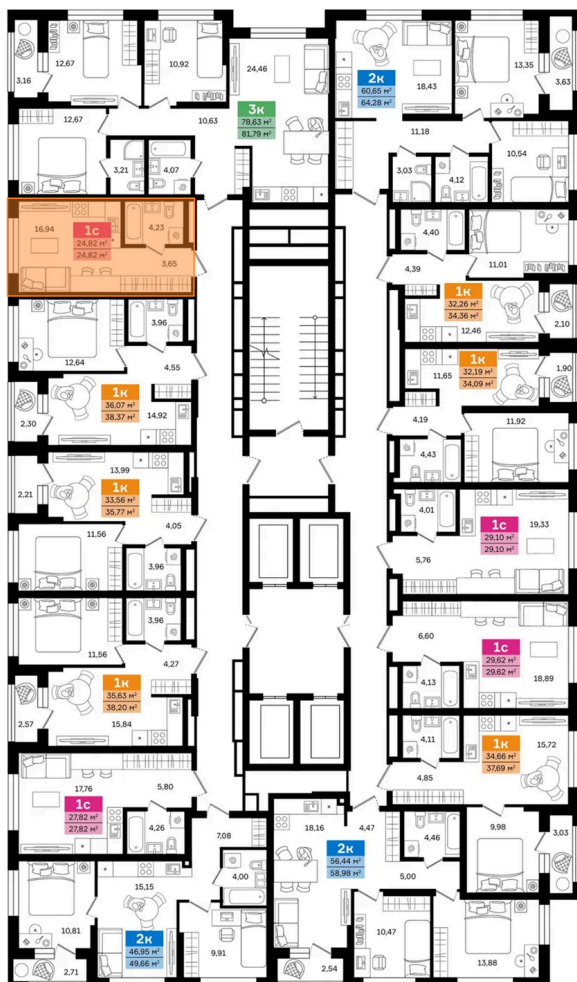 3,16
12,67
10,92
24,46
3к
78,63 м²
81,79 м²
12,67
10,63
3,21
4,07
2к
60,65 м²
64,28 м²
18,43
13,35
3,63
11,18
3,03
4,12
10,54
16,94
1с
24,82 м²
24,82 м²
4,23
3,65
4,40
4,39
11,01
1к
32,26 м²
34,36 м²
12,46
2,10
12,64
3,96
4,55
1к
36,07 м²
38,37 м²
14,92
2,30
11,65
1к
32,19 м²
34,09 м²
1,90
4,19
4,43
11,92
2,21
13,99
1к
33,56 м²
35,77 м²
4,05
11,56
3,96
4,01
1с
29,10 м²
29,10 м²
19,33
5,76
3,96
11,56
4,27
1к
35,63 м²
38,20 м²
2,57
15,84
6,60
1с
29,62 м²
29,62 м²
4,13
18,89
4,11
1к
34,66 м²
37,69 м²
15,72
4,85
17,76
5,80
1с
27,82 м²
27,82 м²
4,26
7,08
18,16
4,47
2к
56,44 м²
58,98 м²
4,46
9,98
3,03
5,00
15,15
4,00
10,81
2к
46,95 м²
49,66 м²
2,71
9,91
2,54
10,47
13,88